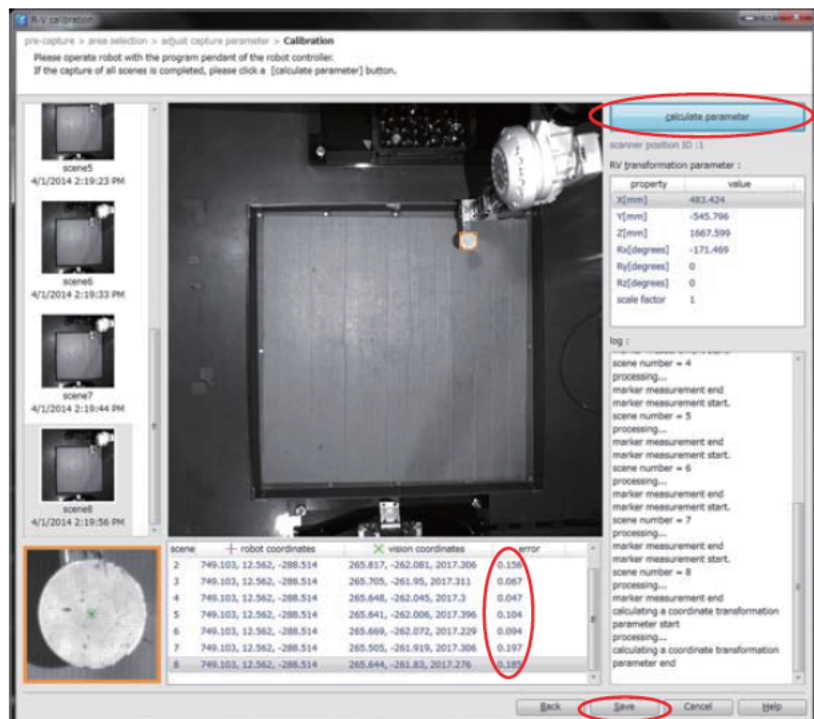 R-V calibration
pre-capture > area selection > adjust capture parameter > Calibration
Please operate robot with the program pendant of the robot controller.
If the capture of all scenes is completed, please click a [calculate parameter] button.
scene5
4/1/2014 2:19:23 PM
scene6
4/1/2014 2:19:33 PM
scene7
4/1/2014 2:19:44 PM
scene8
4/1/2014 2:19:56 PM
calculate parameter
scanner position ID :1
RV transformation parameter :
property value
X[mm] 483.424
Y[mm] -545.796
Z[mm] 1667.599
Rx[degrees] -171.469
Ry[degrees] 0
Rz[degrees] 0
scale factor 1
log :
marker measurement start.
scene number = 4
processing...
marker measurement end
marker measurement start.
scene number = 5
processing...
marker measurement end
marker measurement start.
scene number = 6
processing...
marker measurement end
marker measurement start.
scene number = 7
processing...
marker measurement end
marker measurement start.
scene number = 8
processing...
marker measurement end
calculating a coordinate transformation
parameter start
processing...
calculating a coordinate transformation
parameter end
scene robot coordinates vision coordinates error
2 749.103, 12.562, -288.514 265.817, -262.081, 2017.306 0.156
3 749.103, 12.562, -288.514 265.705, -261.95, 2017.311 0.067
4 749.103, 12.562, -288.514 265.648, -262.045, 2017.3 0.047
5 749.103, 12.562, -288.514 265.641, -262.006, 2017.396 0.104
6 749.103, 12.562, -288.514 265.669, -262.072, 2017.229 0.094
7 749.103, 12.562, -288.514 265.505, -261.919, 2017.306 0.197
8 749.103, 12.562, -288.514 265.644, -261.83, 2017.276 0.185
Back Save Cancel Help